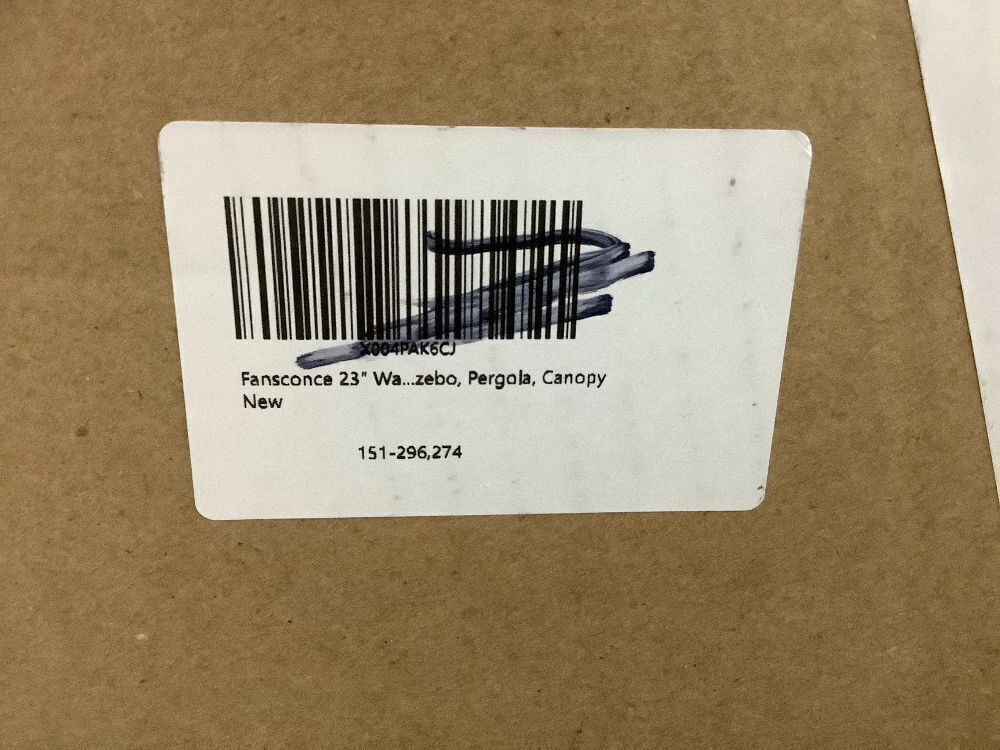 X004PAK6CJ
Fansconce 23" Wa...zebo, Pergola, Canopy
New
151-296,274